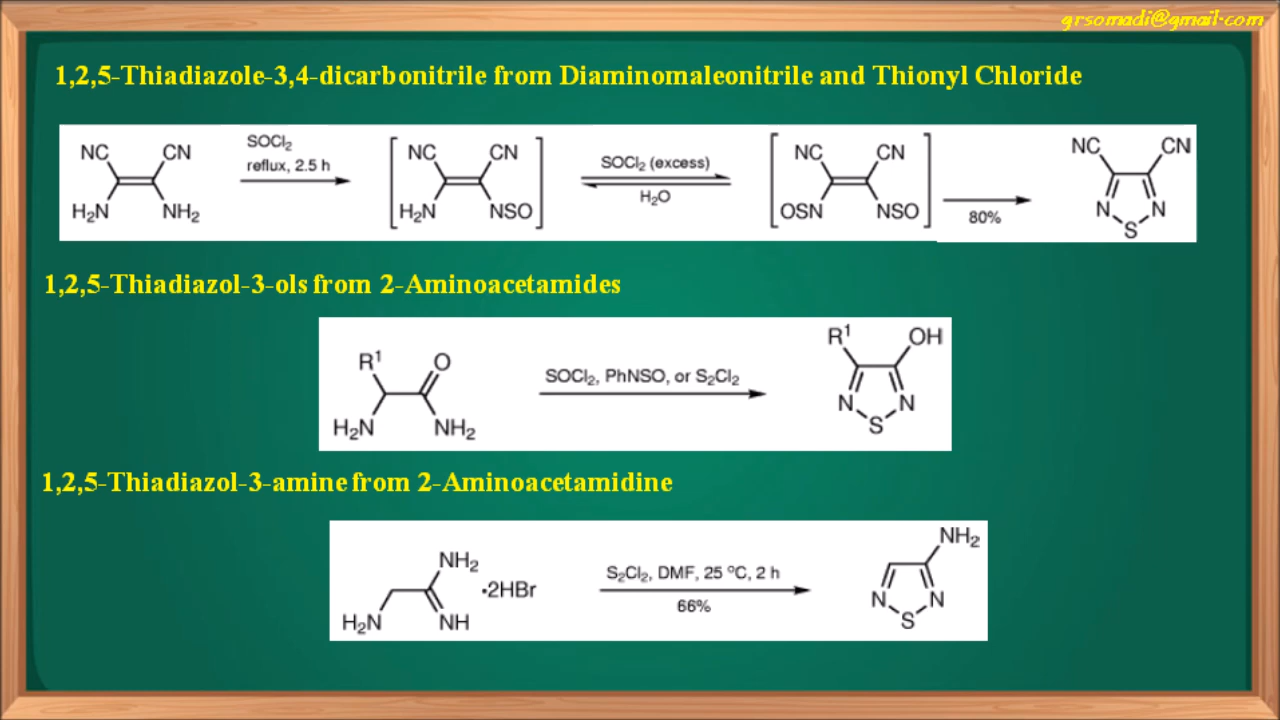 grsomadi@gmail.com
1,2,5-Thiadiazole-3,4-dicarbonitrile from Diaminomaleonitrile and Thionyl Chloride
NC CN
H₂N NH₂
SOCl₂
reflux, 2.5 h
NC CN
H₂N NSO
SOCl₂ (excess)
H₂O
NC CN
OSN NSO
80%
NC CN
N N
S
1,2,5-Thiadiazol-3-ols from 2-Aminoacetamides
R¹ O
H₂N NH₂
SOCl₂, PhNSO, or S₂Cl₂
R¹ OH
N N
S
1,2,5-Thiadiazol-3-amine from 2-Aminoacetamidine
NH₂
•2HBr
H₂N NH
S₂Cl₂, DMF, 25 ºC, 2 h
66%
NH₂
N N
S